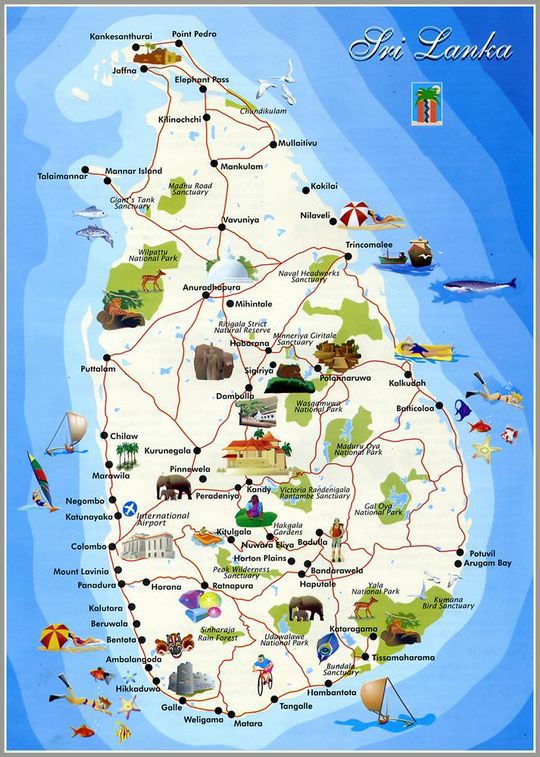 Sri Lanka
Kankesanthurai
Point Pedro
Jaffna
Elephant Pass
Chundikulam
Kilinochchi
Mullaitivu
Mankulam
Talaimannar
Mannar Island
Madhu Road
Sanctuary
Giant's Tank
Sanctuary
Kokilai
Nilaveli
Vavuniya
Trincomalee
Wilpattu
National Park
Naval Headworks
Sanctuary
Anuradhapura
Mihintale
Ritigala Strict
Natural Reserve
Minneriya Giritale
Sanctuary
Habarana
Puttalam
Sigiriya
Polannaruwa
Kalkudah
Dambulla
Wasgamuwa
National Park
Batticoloa
Chilaw
Maduru Oya
National Park
Kurunegala
Marawila
Pinnewela
Negombo
Peradeniya
Kandy
Victoria Randenigala
Rantambe Sanctuary
Gal Oya
National Park
Katunayaka
International
Airport
Kitulgala
Hakgala
Gardens
Colombo
Nuwara Eliya
Badulla
Potuvil
Arugam Bay
Horton Plains
Mount Lavinia
Peak Wilderness
Sanctuary
Bandarawela
Panadura
Horana
Ratnapura
Haputale
Yala
National Park
Kumana
Bird Sanctuary
Kalutara
Beruwala
Sinharaja
Rain Forest
Udawalawe
National Park
Kataragama
Bentota
Tissamaharama
Ambalangoda
Bundala
Sanctuary
Hikkaduwa
Hambantota
Galle
Tangalle
Weligama
Matara